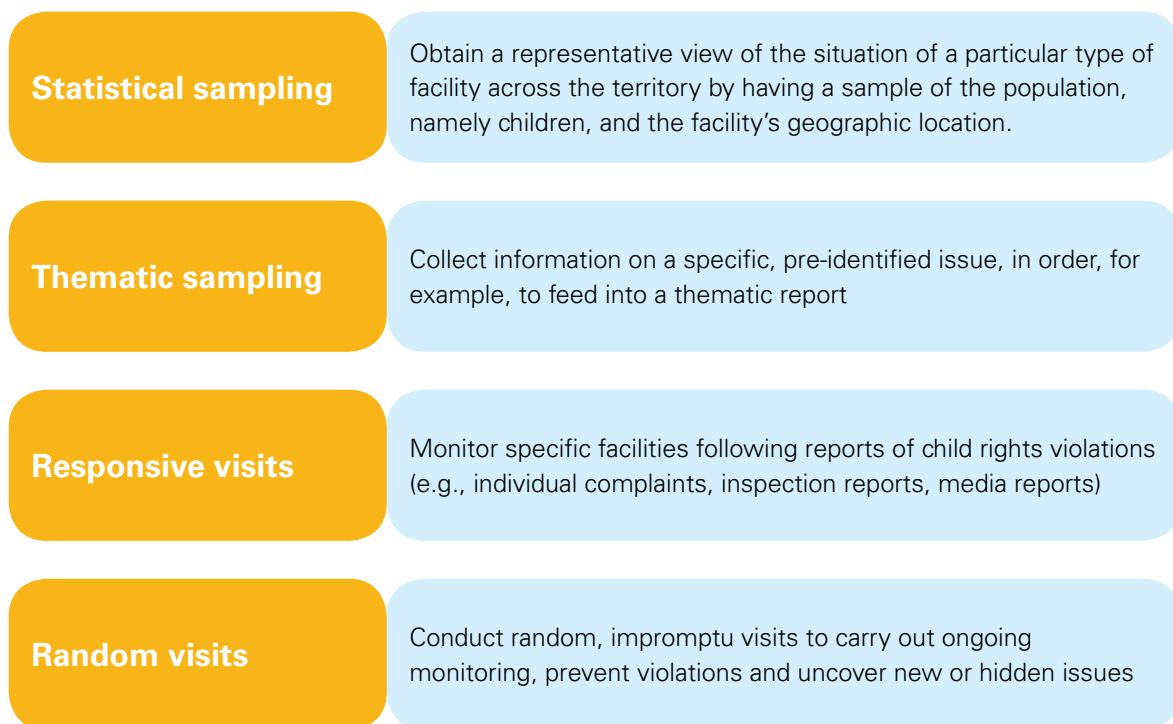 Statistical sampling
Obtain a representative view of the situation of a particular type of
facility across the territory by having a sample of the population,
namely children, and the facility's geographic location.
Thematic sampling
Collect information on a specific, pre-identified issue, in order, for
example, to feed into a thematic report
Responsive visits
Monitor specific facilities following reports of child rights violations
(e.g., individual complaints, inspection reports, media reports)
Random visits
Conduct random, impromptu visits to carry out ongoing
monitoring, prevent violations and uncover new or hidden issues